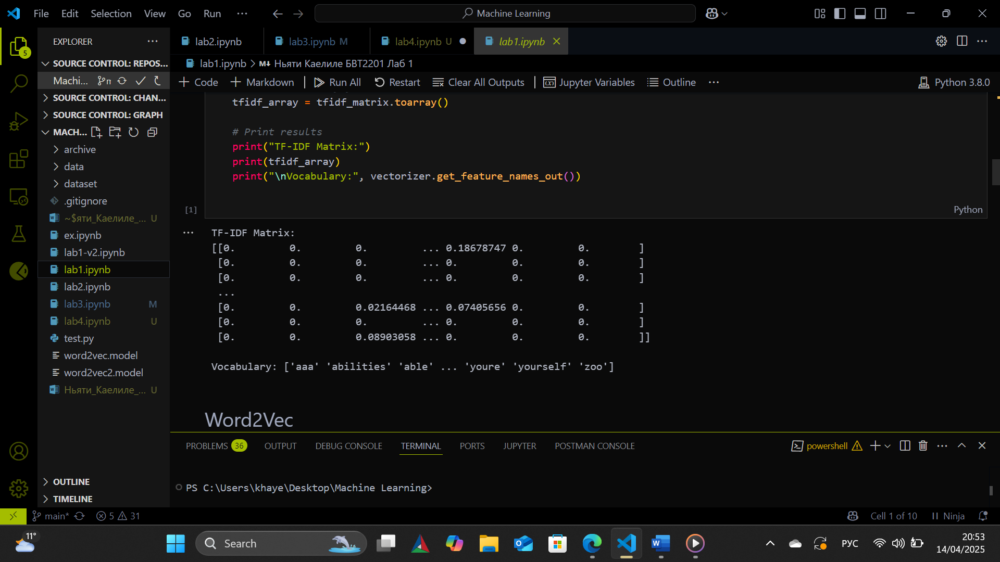 File Edit Selection View Go Run ...
Machine Learning
EXPLORER
lab2.ipynb
lab3.ipynb M
lab4.ipynb U
lab1.ipynb
SOURCE CONTROL: REPOS...
Machi...
SOURCE CONTROL: CHAN...
SOURCE CONTROL: GRAPH
MACH...
archive
data
dataset
.gitignore
~$яти_Каелиле_... U
ex.ipynb
lab1-v2.ipynb
lab1.ipynb
lab2.ipynb
lab3.ipynb M
lab4.ipynb U
test.py
word2vec.model
word2vec2.model
Ньяти_Каелиле_... U
OUTLINE
TIMELINE
lab1.ipynb > M↓ Ньяти Каелиле БВТ2201 Лаб 1
+ Code + Markdown Run All Restart Clear All Outputs Jupyter Variables Outline ... Python 3.8.0
tfidf_array = tfidf_matrix.toarray()
# Print results
print("TF-IDF Matrix:")
print(tfidf_array)
print("\nVocabulary:", vectorizer.get_feature_names_out())
[1] Python
TF-IDF Matrix:
[[0. 0. 0. ... 0.18678747 0. 0. ]
[0. 0. 0. ... 0. 0. 0. ]
[0. 0. 0. ... 0. 0. 0. ]
...
[0. 0. 0.02164468 ... 0.07405656 0. 0. ]
[0. 0. 0. ... 0. 0. 0. ]
[0. 0. 0.08903058 ... 0. 0. 0. ]]
Vocabulary: ['aaa' 'abilities' 'able' ... 'youre' 'yourself' 'zoo']
Word2Vec
PROBLEMS 36 OUTPUT DEBUG CONSOLE TERMINAL PORTS JUPYTER POSTMAN CONSOLE
powershell
PS C:\Users\khaye\Desktop\Machine Learning>
main* 5 31
Cell 1 of 10 Ninja
11°
Search
РУС
20:53
14/04/2025